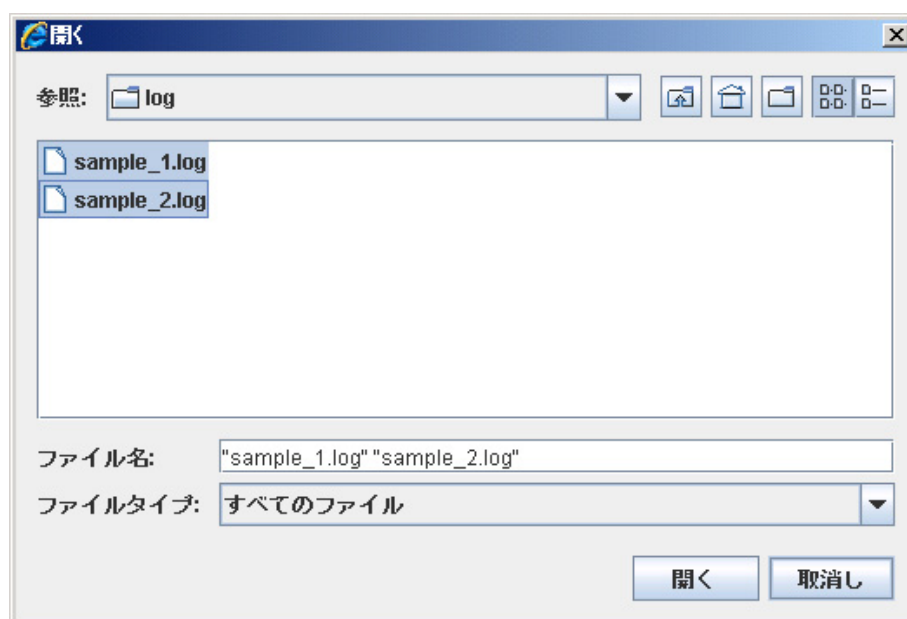 開く
参照: log
sample_1.log
sample_2.log
ファイル名: "sample_1.log" "sample_2.log"
ファイルタイプ: すべてのファイル
開く 取消し